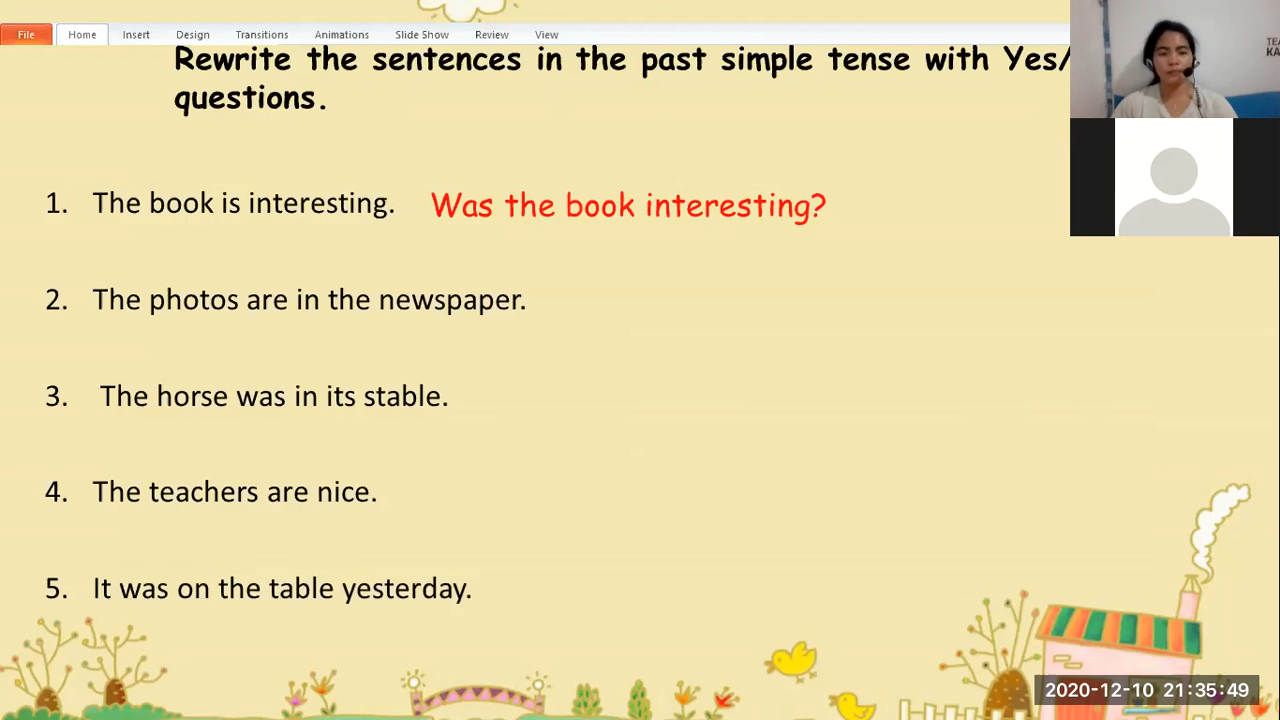 File Home Insert Design Transitions Animations Slide Show Review View
Rewrite the sentences in the past simple tense with Yes/
questions.
1. The book is interesting. Was the book interesting?
2. The photos are in the newspaper.
3. The horse was in its stable.
4. The teachers are nice.
5. It was on the table yesterday.
2020-12-10 21:35:49